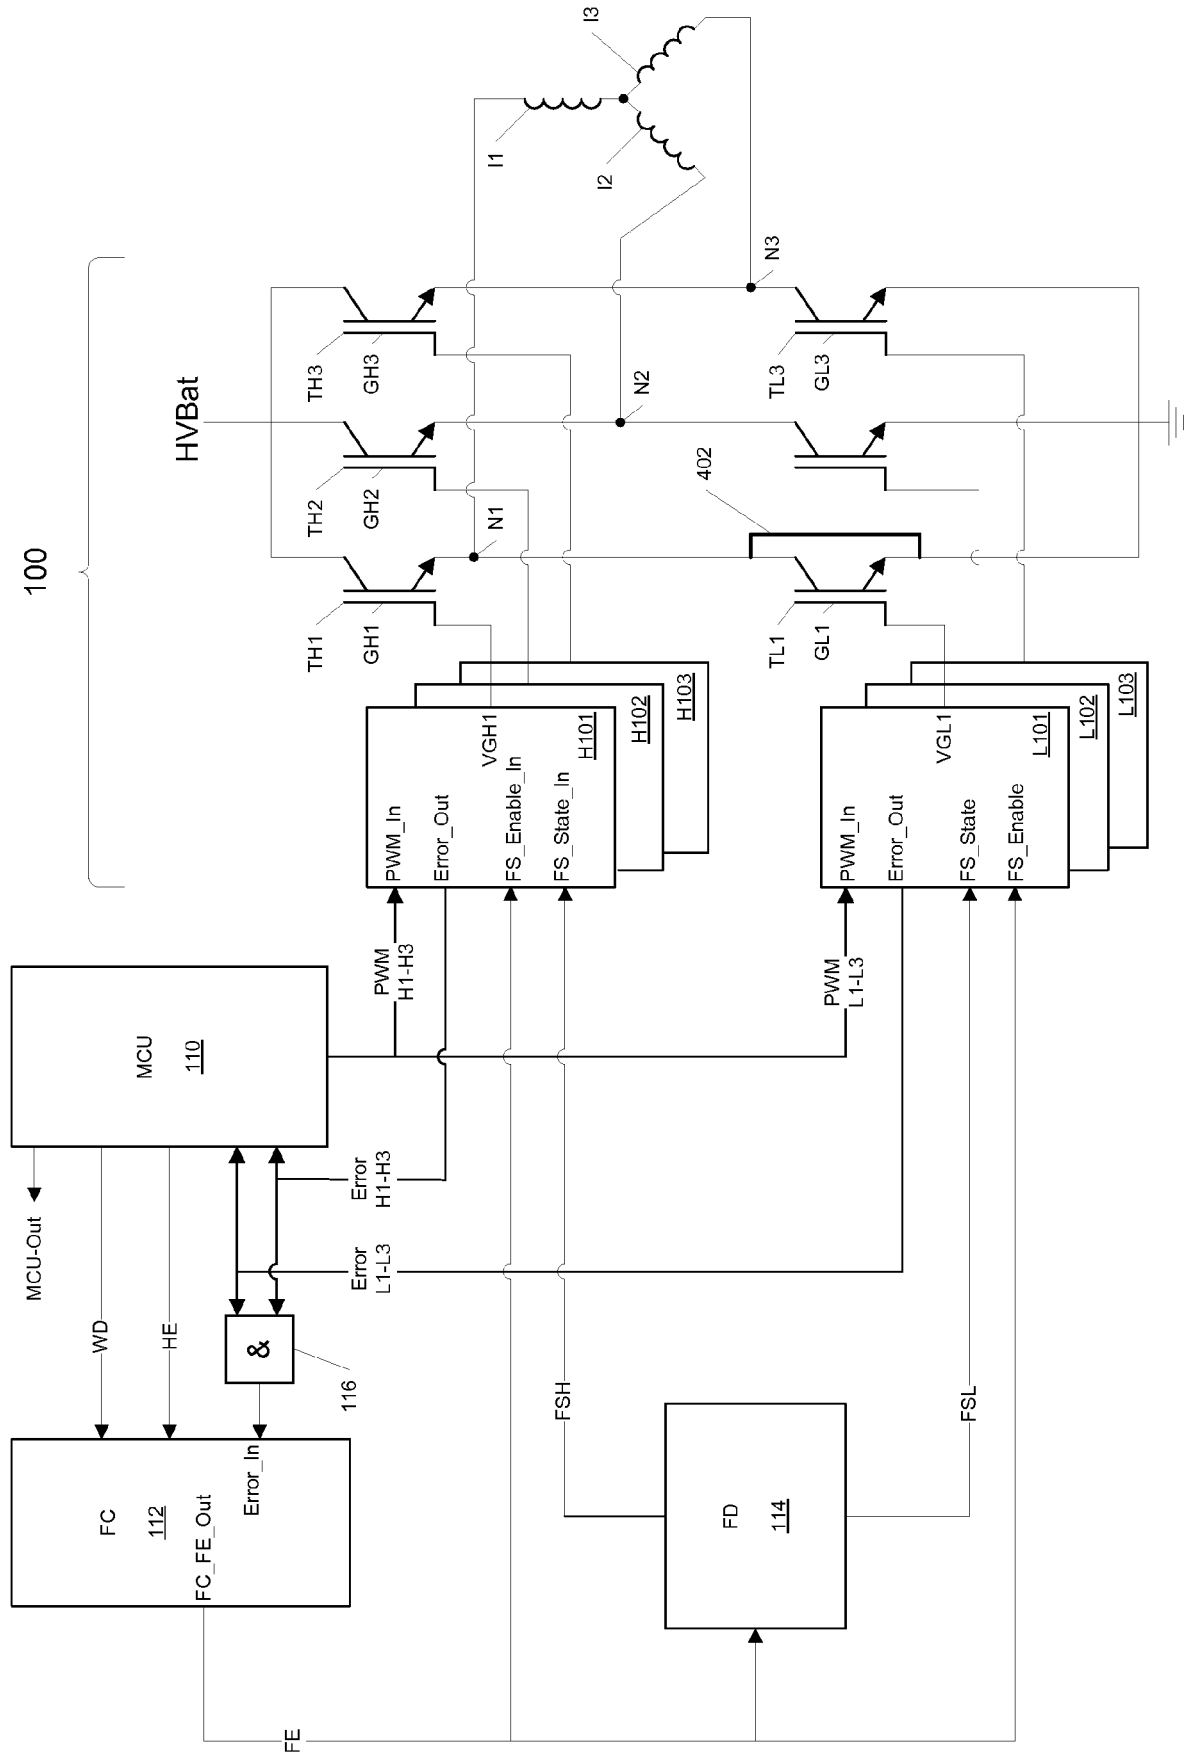 100
HVBat
I1
I2
I3
TH1
GH1
TH2
GH2
TH3
GH3
N1
N2
N3
402
TL1
GL1
TL3
GL3
PWM_In
Error_Out
FS_Enable_In
FS_State_In
VGH1
H101
H102
H103
PWM_In
Error_Out
FS_State
FS_Enable
VGL1
L101
L102
L103
MCU
110
PWM
H1-H3
PWM
L1-L3
MCU-Out
WD
HE
Error
H1-H3
Error
L1-L3
&
116
FC
112
FC_FE_Out
Error_In
FSH
FSL
FD
114
FE